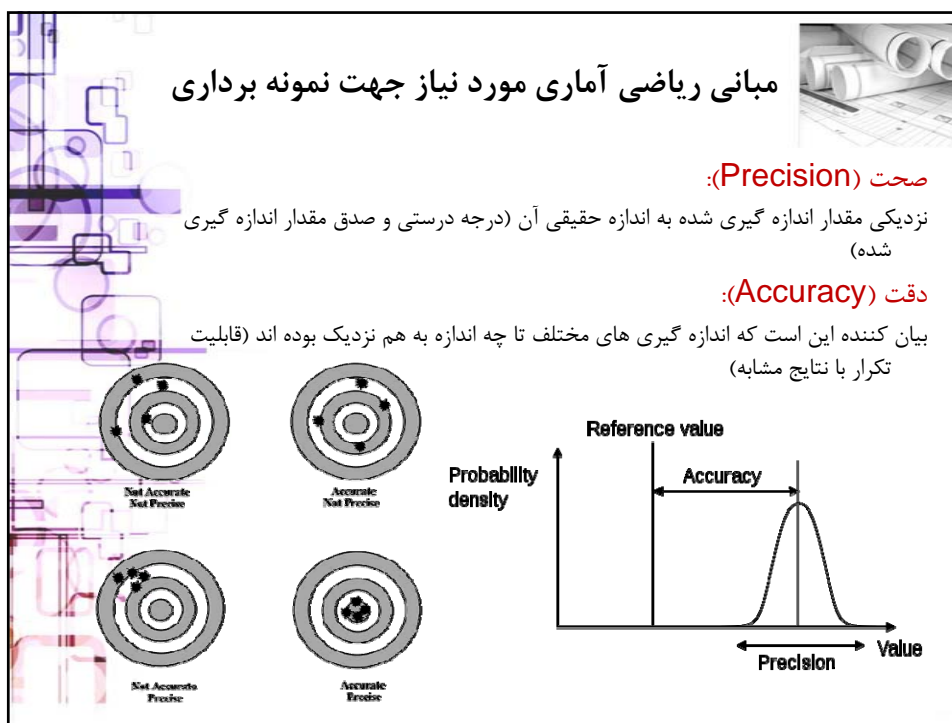 مبانی ریاضی آماری مورد نیاز جهت نمونه برداری
صحت (Precision):
نزدیکی مقدار اندازه گیری شده به اندازه حقیقی آن (درجه درستی و صدق مقدار اندازه گیری
شده)
دقت (Accuracy):
بیان کننده این است که اندازه گیری های مختلف تا چه اندازه به هم نزدیک بوده اند (قابلیت
تکرار با نتایج مشابه)
Not Accurate
Not Precise
Accurate
Not Precise
Not Accurate
Precise
Accurate
Precise
Reference value
Probability
density
Accuracy
Value
Precision